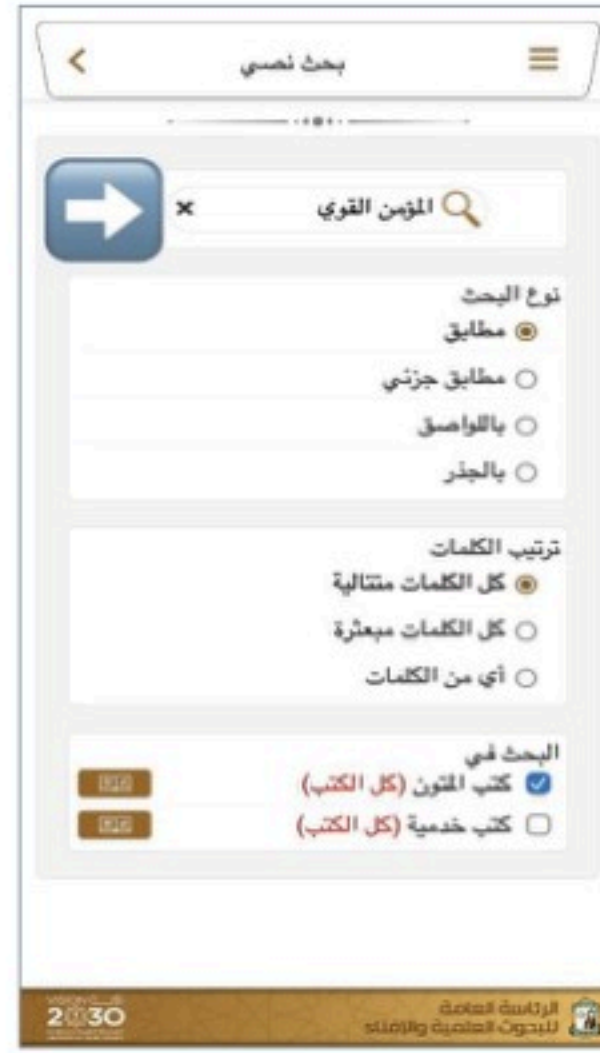 بحث نصي
المؤمن القوي ×
نوع البحث
مطابق
مطابق جزئي
باللواصق
بالجذر
ترتيب الكلمات
كل الكلمات متتالية
كل الكلمات مبعثرة
أي من الكلمات
البحث في
كتب المتون (كل الكتب)
كتب خدمية (كل الكتب)
الرئاسة العامة
للبحوث العلمية والإفتاء
2030